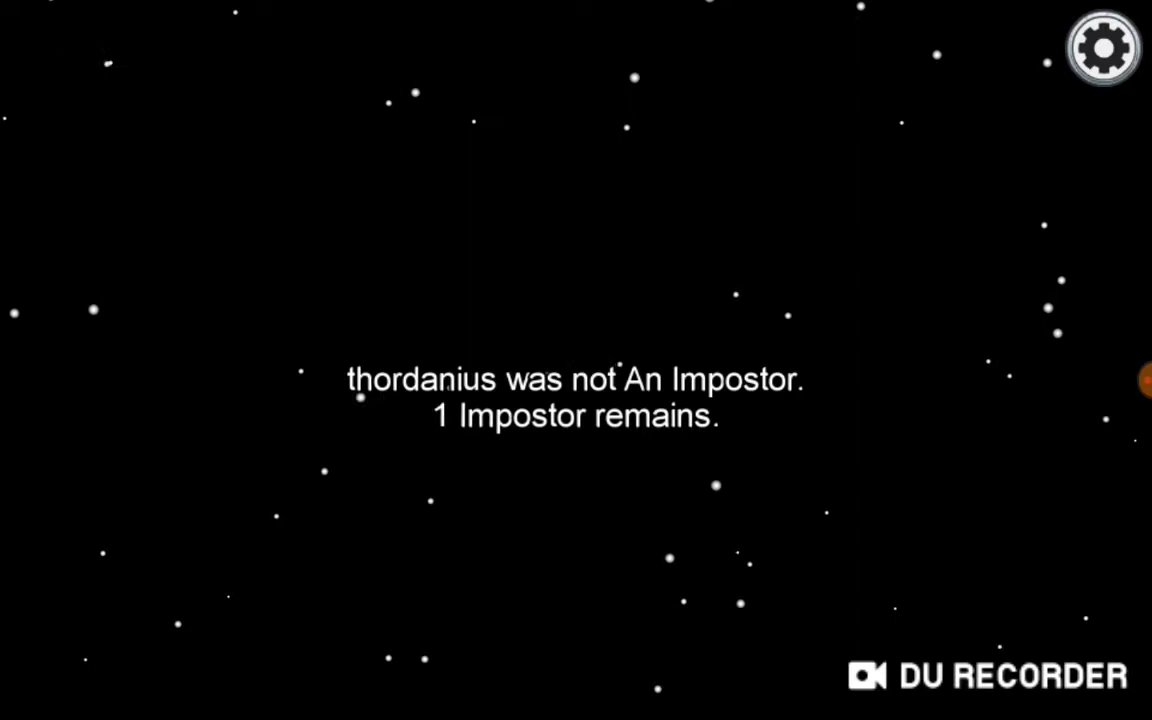 thordanius was not An Impostor.
1 Impostor remains.
DU RECORDER